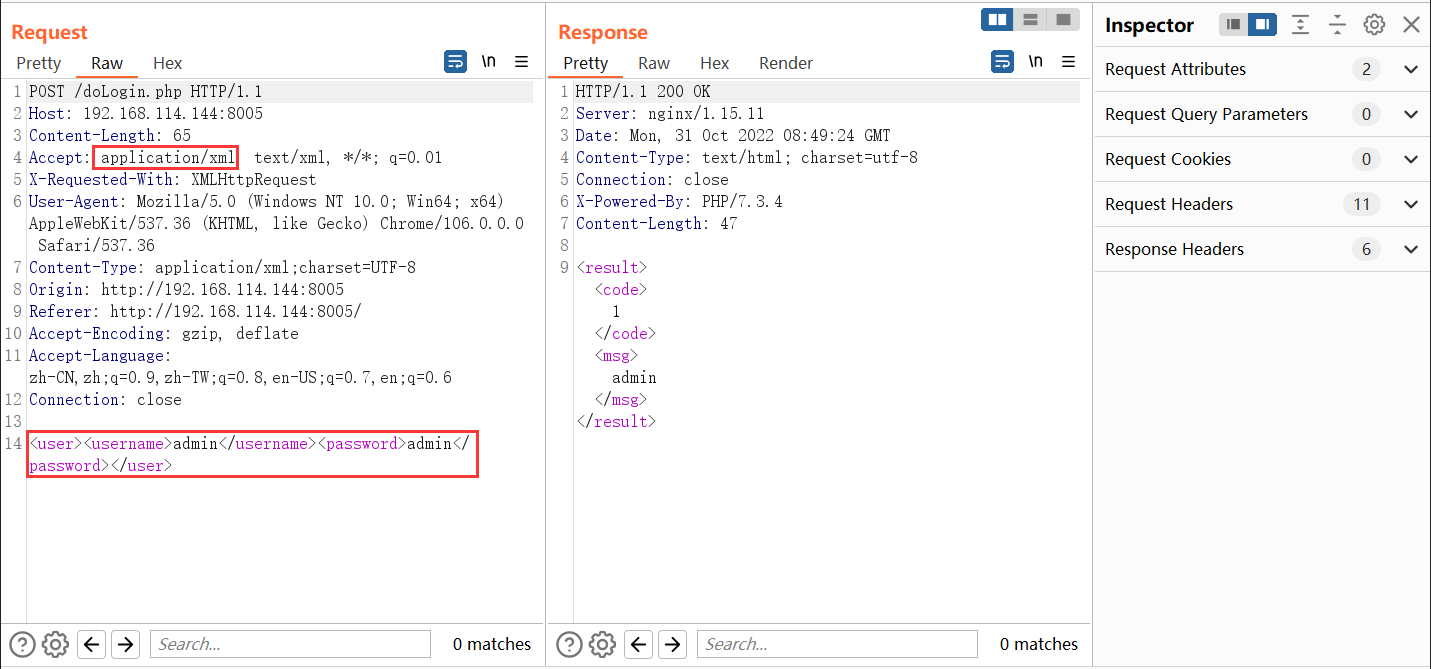 Request
Pretty Raw Hex \n
1 POST /doLogin.php HTTP/1.1
2 Host: 192.168.114.144:8005
3 Content-Length: 65
4 Accept: application/xml, text/xml, */*; q=0.01
5 X-Requested-With: XMLHttpRequest
6 User-Agent: Mozilla/5.0 (Windows NT 10.0; Win64; x64)
AppleWebKit/537.36 (KHTML, like Gecko) Chrome/106.0.0.0
Safari/537.36
7 Content-Type: application/xml;charset=UTF-8
8 Origin: http://192.168.114.144:8005
9 Referer: http://192.168.114.144:8005/
10 Accept-Encoding: gzip, deflate
11 Accept-Language:
zh-CN,zh;q=0.9,zh-TW;q=0.8,en-US;q=0.7,en;q=0.6
12 Connection: close
13
14 <user><username>admin</username><password>admin</
password></user>
Search... 0 matches
Response
Pretty Raw Hex Render \n
1 HTTP/1.1 200 OK
2 Server: nginx/1.15.11
3 Date: Mon, 31 Oct 2022 08:49:24 GMT
4 Content-Type: text/html; charset=utf-8
5 Connection: close
6 X-Powered-By: PHP/7.3.4
7 Content-Length: 47
8
9 <result>
<code>
1
</code>
<msg>
admin
</msg>
</result>
Search... 0 matches
Inspector
Request Attributes 2
Request Query Parameters 0
Request Cookies 0
Request Headers 11
Response Headers 6